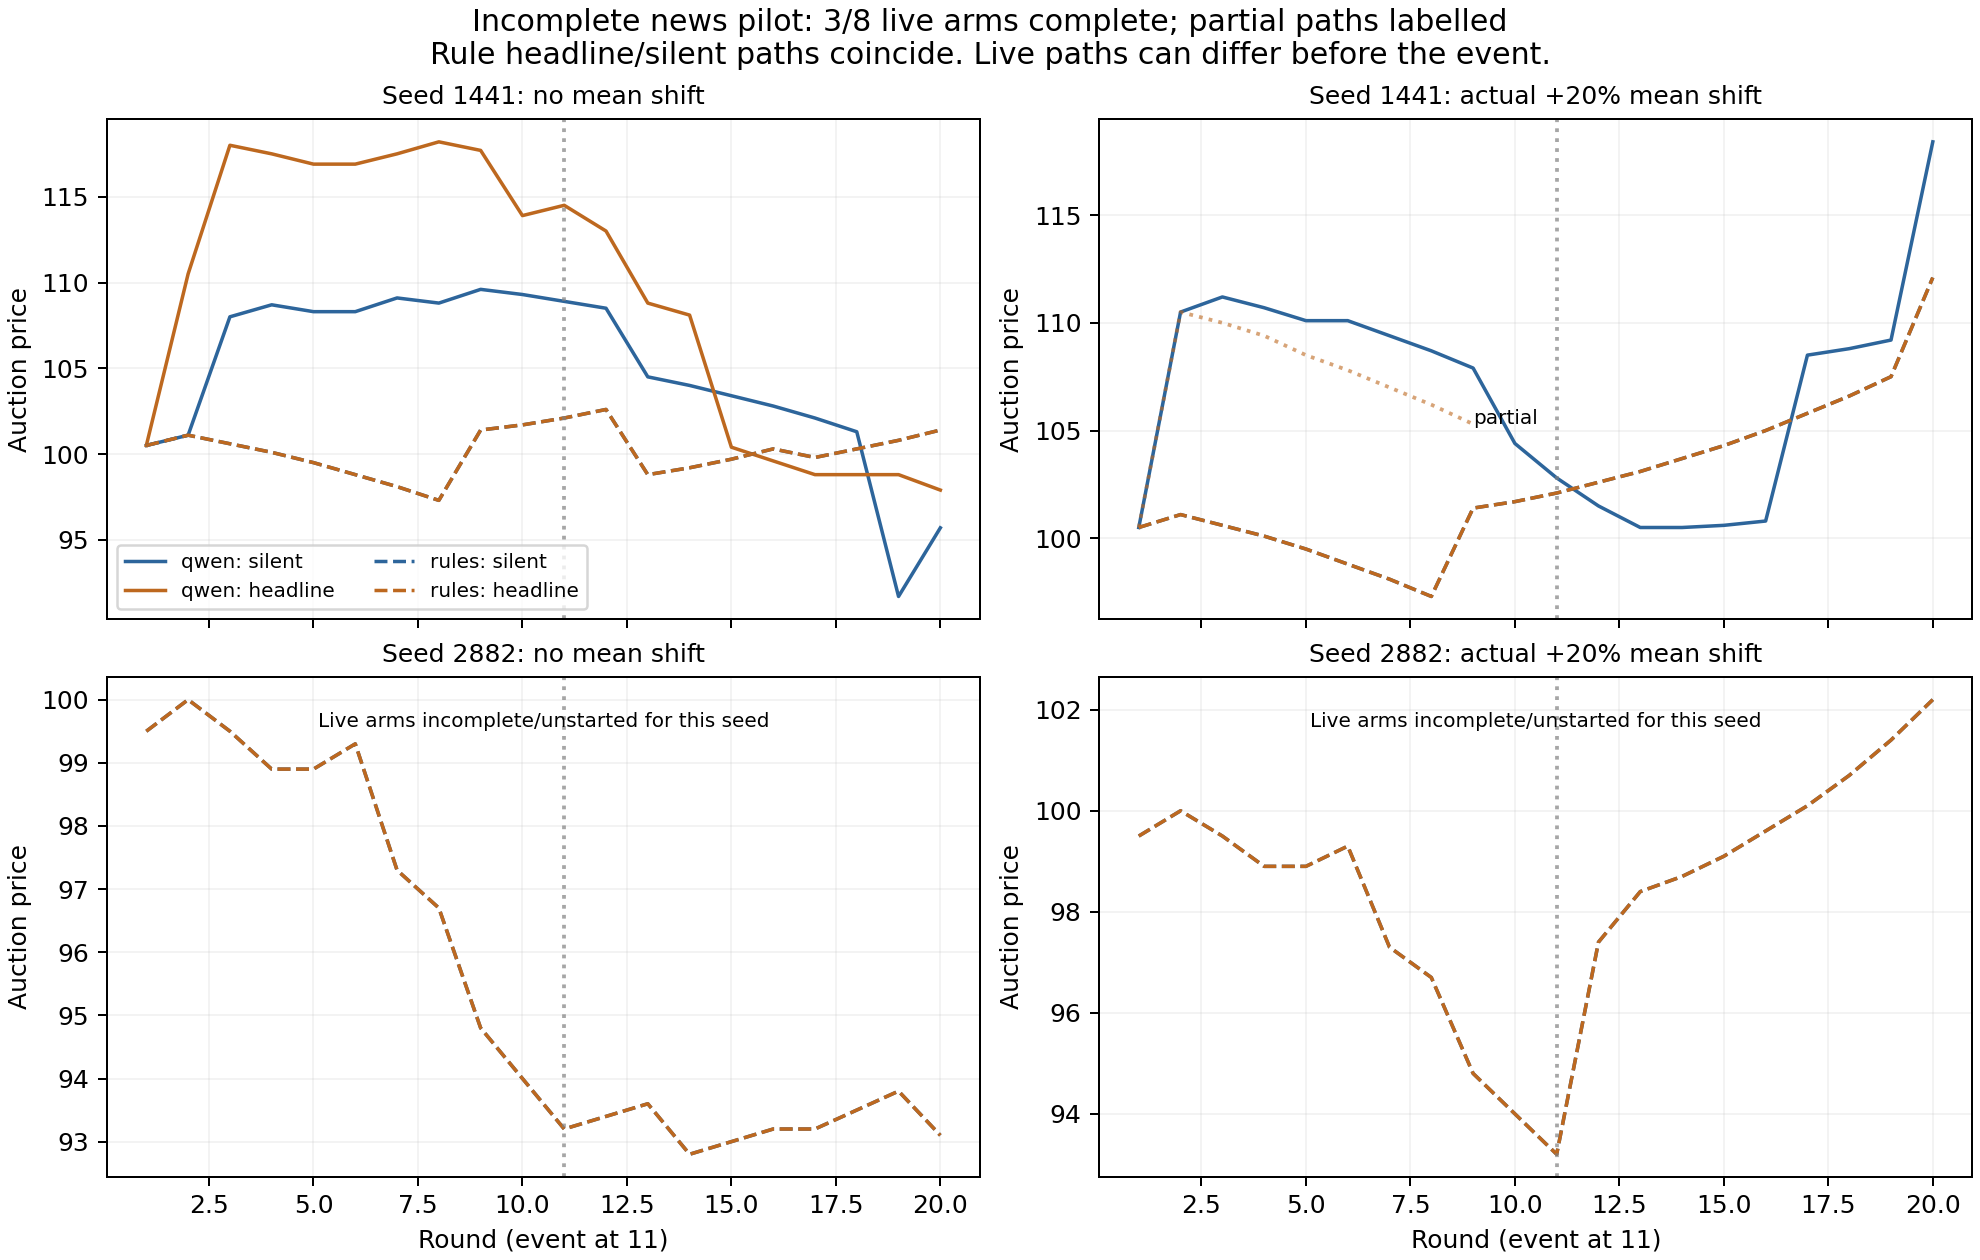 Incomplete news pilot: 3/8 live arms complete; partial paths labelled
Rule headline/silent paths coincide. Live paths can differ before the event.
Seed 1441: no mean shift
Auction price
115
110
105
100
95
qwen: silent
qwen: headline
rules: silent
rules: headline
Seed 1441: actual +20% mean shift
Auction price
115
110
105
100
partial
Seed 2882: no mean shift
Live arms incomplete/unstarted for this seed
Auction price
100
99
98
97
96
95
94
93
2.5 5.0 7.5 10.0 12.5 15.0 17.5 20.0
Round (event at 11)
Seed 2882: actual +20% mean shift
Live arms incomplete/unstarted for this seed
Auction price
102
100
98
96
94
2.5 5.0 7.5 10.0 12.5 15.0 17.5 20.0
Round (event at 11)